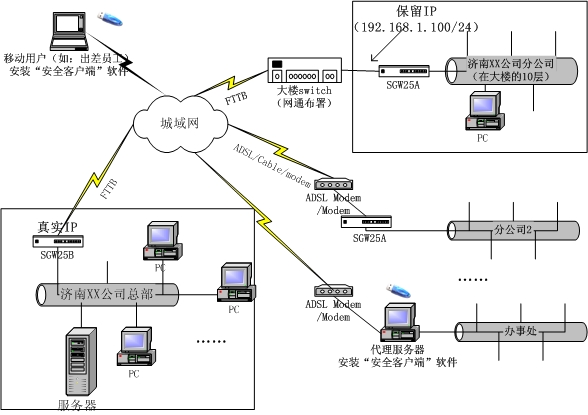 保留IP
(192.168.1.100/24)
移动用户（如：出差员工）
安装“安全客户端”软件
济南XX公司分公司
（在大楼的10层）
SGW25A
PC
大楼switch
（网通布署）
FTTB
城域网
ADSL/Cable/modem
FTTB
ADSL Modem
/Modem
SGW25A
分公司2
......
真实IP
SGW25B
PC
济南XX公司总部
PC
PC
......
服务器
ADSL Modem
/Modem
代理服务器
安装“安全客户端”软件
办事处